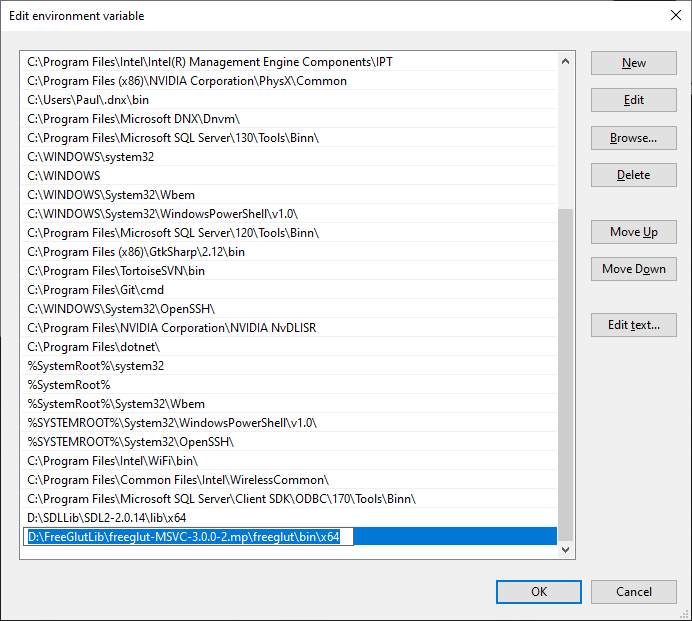 Edit environment variable
C:\Program Files\Intel\Intel(R) Management Engine Components\IPT
C:\Program Files (x86)\NVIDIA Corporation\PhysX\Common
C:\Users\Paul\.dnx\bin
C:\Program Files\Microsoft DNX\Dnvm\
C:\Program Files\Microsoft SQL Server\130\Tools\Binn\
C:\WINDOWS\system32
C:\WINDOWS
C:\WINDOWS\System32\Wbem
C:\WINDOWS\System32\WindowsPowerShell\v1.0\
C:\Program Files\Microsoft SQL Server\120\Tools\Binn\
C:\Program Files (x86)\GtkSharp\2.12\bin
C:\Program Files\TortoiseSVN\bin
C:\Program Files\Git\cmd
C:\WINDOWS\System32\OpenSSH\
C:\Program Files\NVIDIA Corporation\NVIDIA NvDLISR
C:\Program Files\dotnet\
%SystemRoot%\system32
%SystemRoot%
%SystemRoot%\System32\Wbem
%SYSTEMROOT%\System32\WindowsPowerShell\v1.0\
%SYSTEMROOT%\System32\OpenSSH\
C:\Program Files\Intel\WiFi\bin\
C:\Program Files\Common Files\Intel\WirelessCommon\
C:\Program Files\Microsoft SQL Server\Client SDK\ODBC\170\Tools\Binn\
D:\SDLLib\SDL2-2.0.14\lib\x64
D:\FreeGlutLib\freeglut-MSVC-3.0.0-2.mp\freeglut\bin\x64
New
Edit
Browse...
Delete
Move Up
Move Down
Edit text...
OK
Cancel